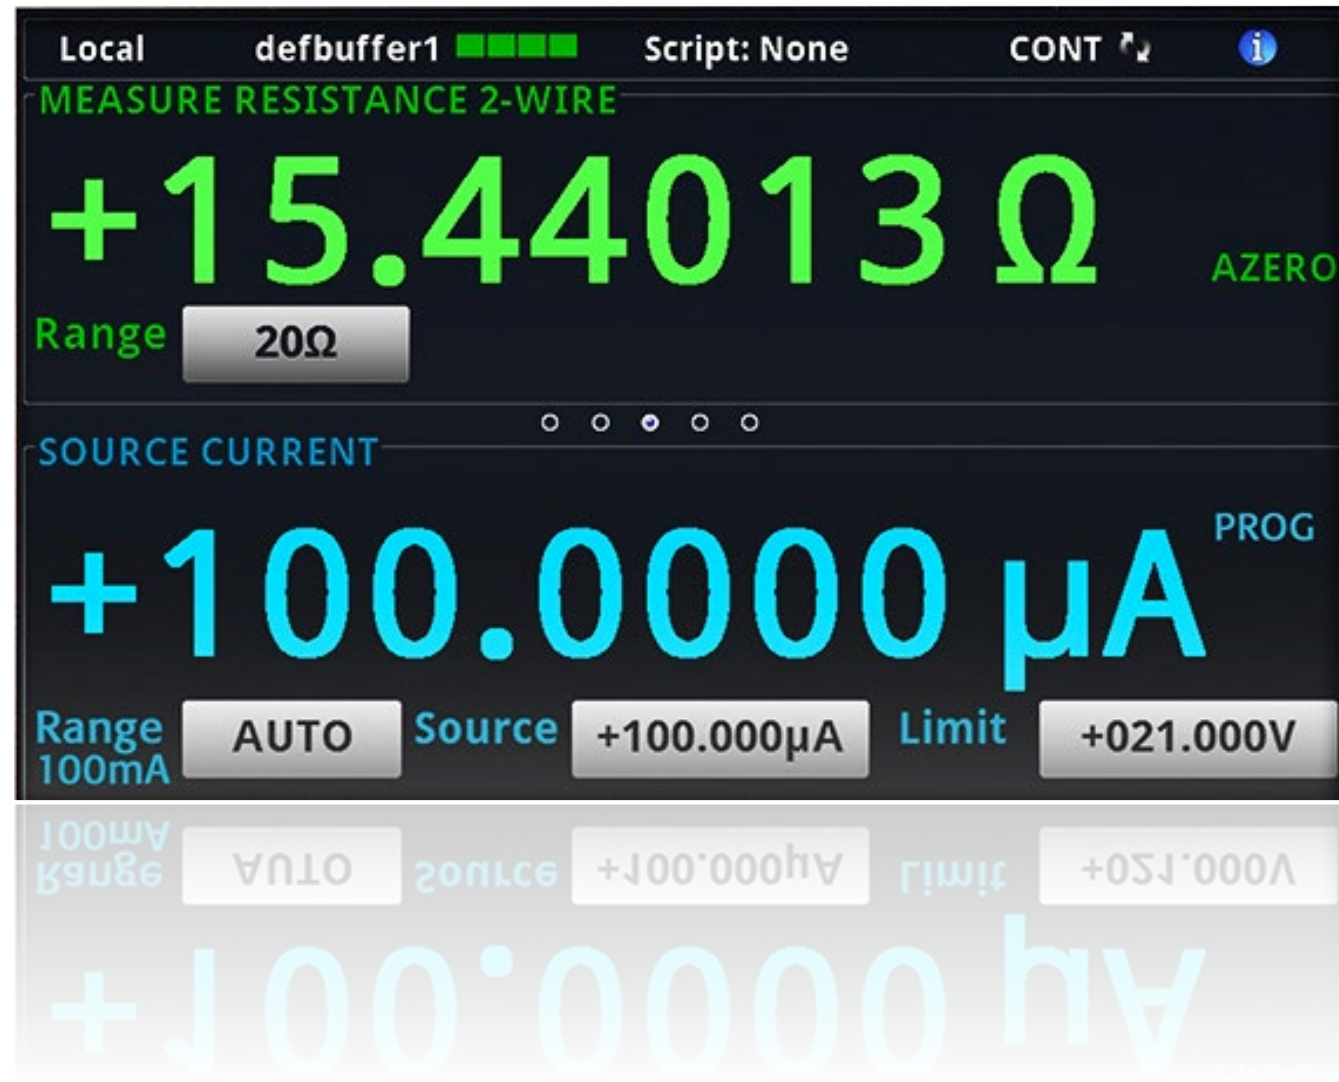 Local defbuffer1 Script: None CONT
MEASURE RESISTANCE 2-WIRE
+15.44013 Ω
AZERO
Range 20Ω
SOURCE CURRENT
+100.0000 µA
PROG
Range AUTO Source +100.000µA Limit +021.000V
100mA